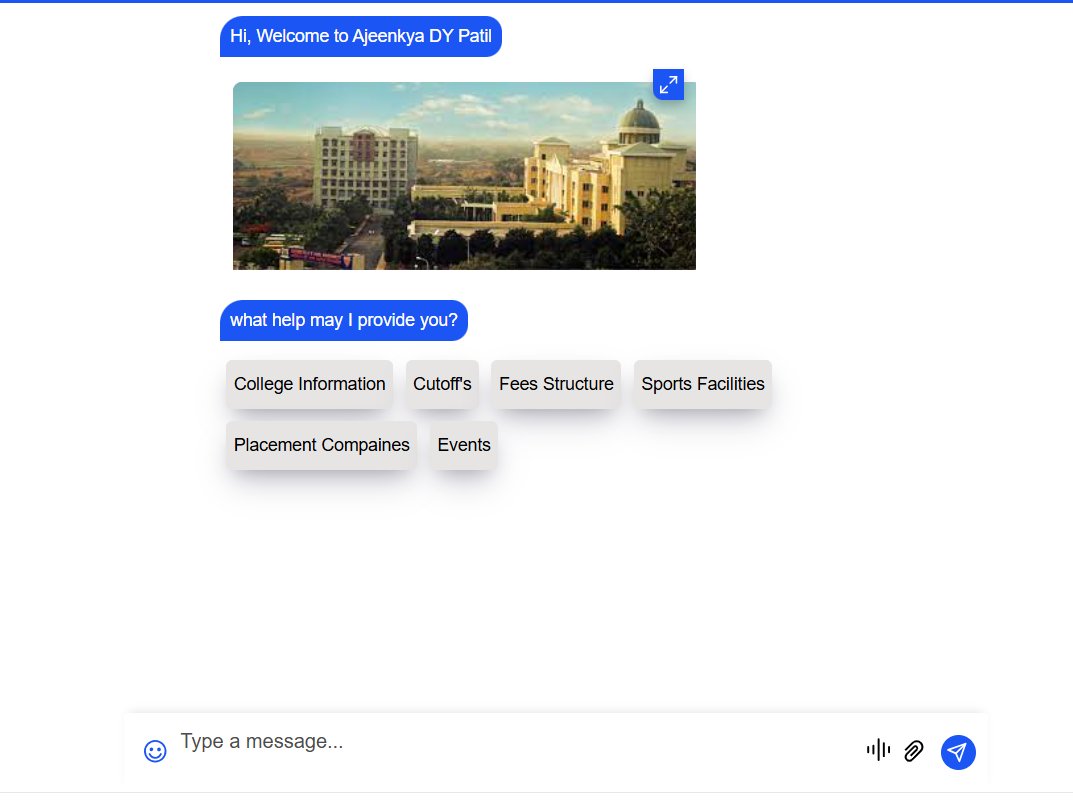 Hi, Welcome to Ajeenkya DY Patil
what help may I provide you?
College Information Cutoff's Fees Structure Sports Facilities
Placement Compaines Events
Type a message...